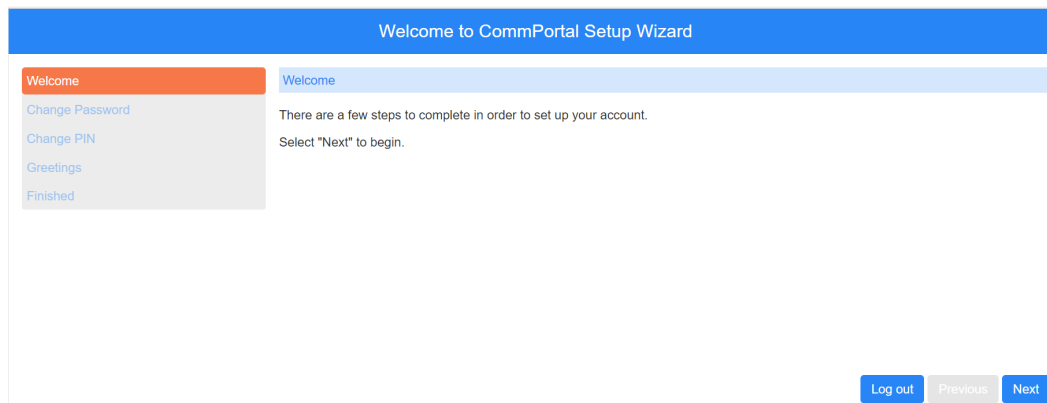 Welcome to CommPortal Setup Wizard
Welcome
Change Password
Change PIN
Greetings
Finished
Welcome
There are a few steps to complete in order to set up your account.
Select "Next" to begin.
Log out
Previous
Next